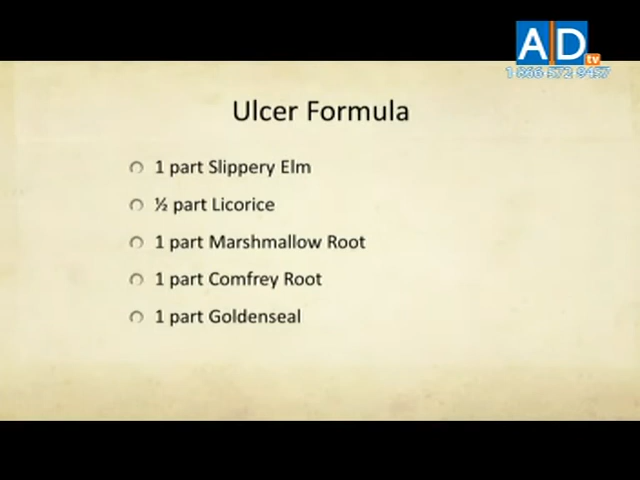 AD
tv
1 866 572 9457
Ulcer Formula
1 part Slippery Elm
½ part Licorice
1 part Marshmallow Root
1 part Comfrey Root
1 part Goldenseal